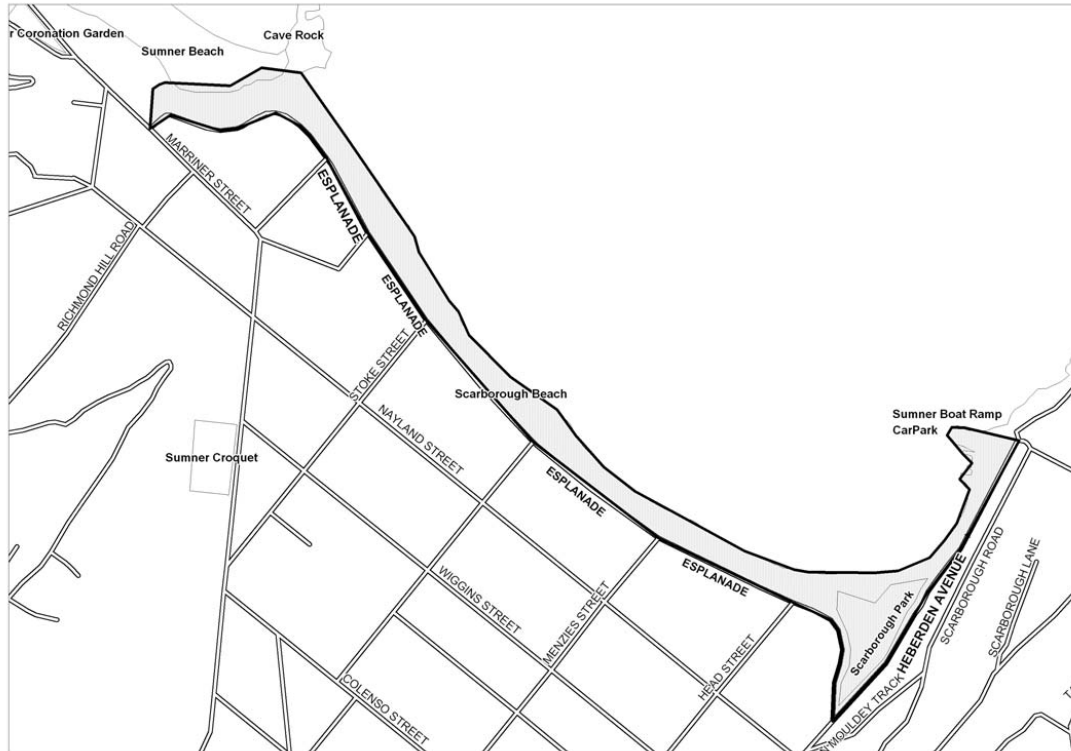 Coronation Garden
Cave Rock
Sumner Beach
MARRINER STREET
ESPLANADE
RICHMOND HILL ROAD
ESPLANADE
STOKE STREET
Scarborough Beach
NAYLAND STREET
Sumner Boat Ramp
CarPark
Sumner Croquet
ESPLANADE
ESPLANADE
WIGGINS STREET
MENZIES STREET
HEAD STREET
COLENSO STREET
Scarborough Park
HEBERDEN AVENUE
SCARBOROUGH ROAD
SCARBOROUGH LANE
MOULDEY TRACK